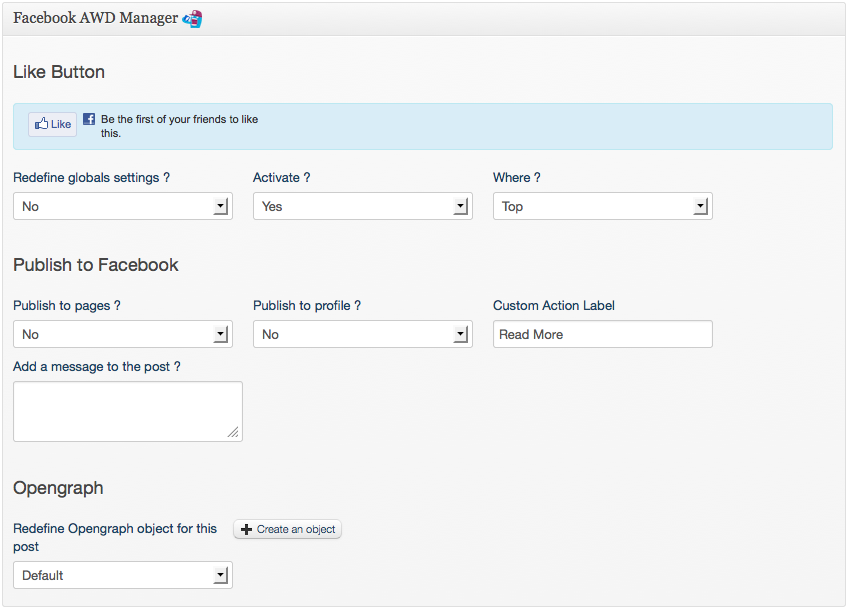 Facebook AWD Manager
Like Button
Like
Be the first of your friends to like
this.
Redefine globals settings ? Activate ? Where ?
No Yes Top
Publish to Facebook
Publish to pages ? Publish to profile ? Custom Action Label
No No Read More
Add a message to the post ?
Opengraph
Redefine Opengraph object for this
post
Create an object
Default